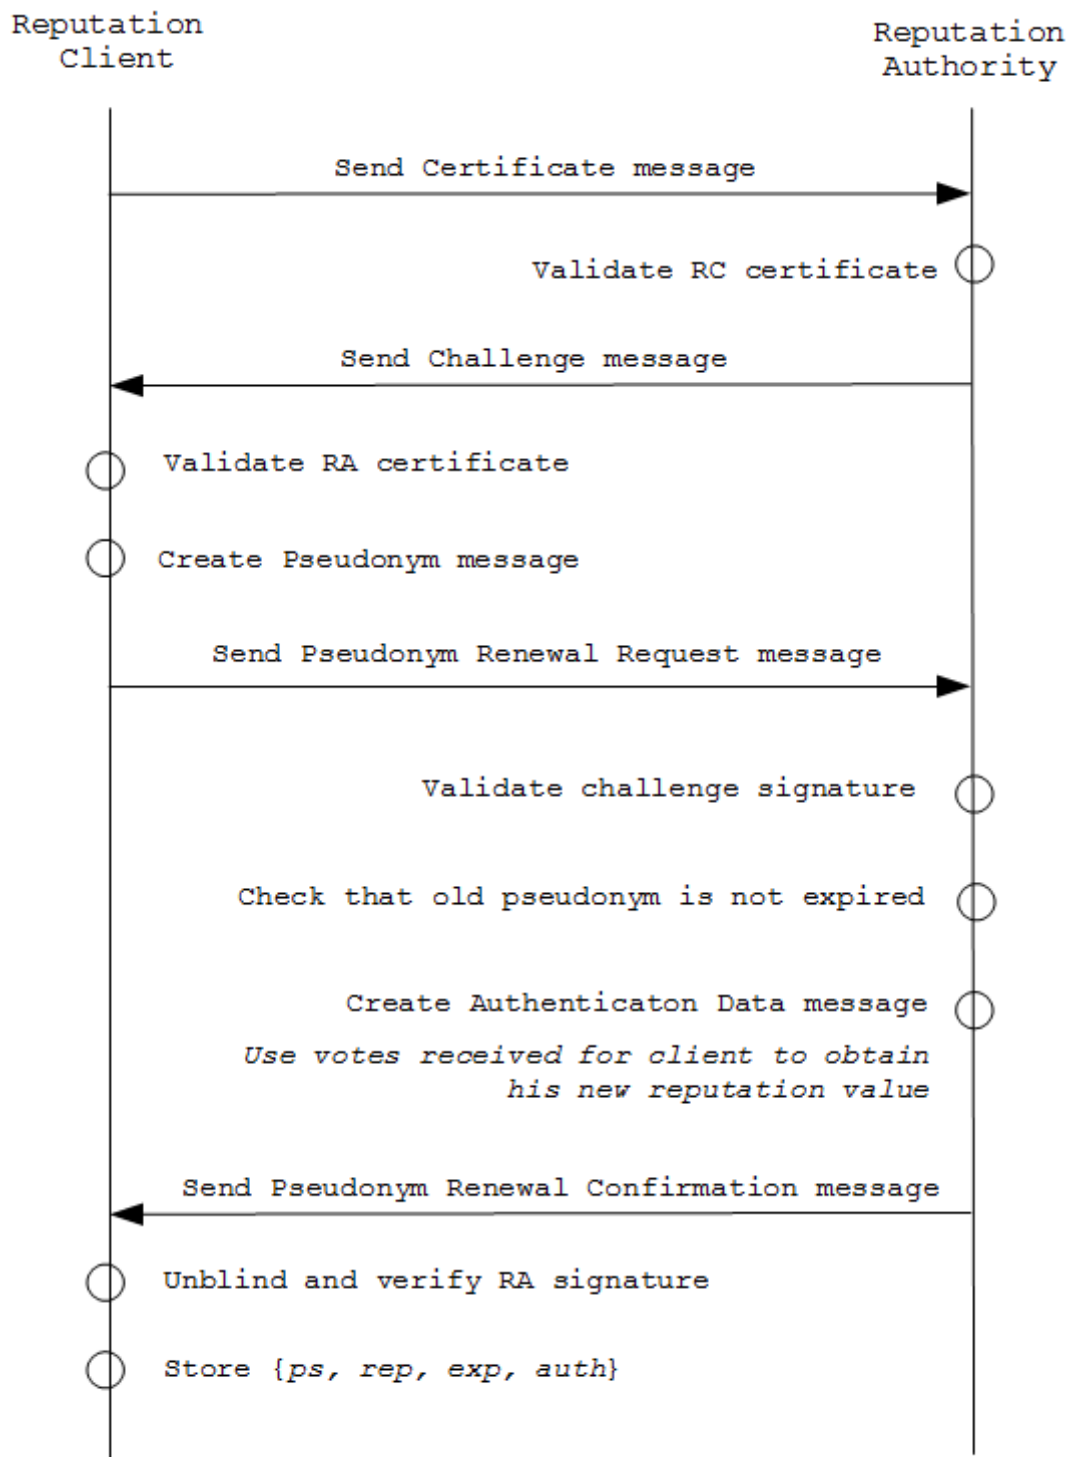 Reputation
Client
Reputation
Authority
Send Certificate message
Validate RC certificate
Send Challenge message
Validate RA certificate
Create Pseudonym message
Send Pseudonym Renewal Request message
Validate challenge signature
Check that old pseudonym is not expired
Create Authenticaton Data message
Use votes received for client to obtain
his new reputation value
Send Pseudonym Renewal Confirmation message
Unblind and verify RA signature
Store {ps, rep, exp, auth}